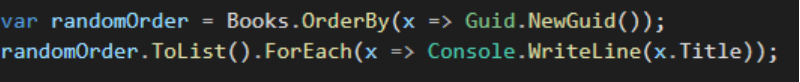 var randomOrder = Books.OrderBy(x => Guid.NewGuid());
randomOrder.ToList().ForEach(x => Console.WriteLine(x.Title));